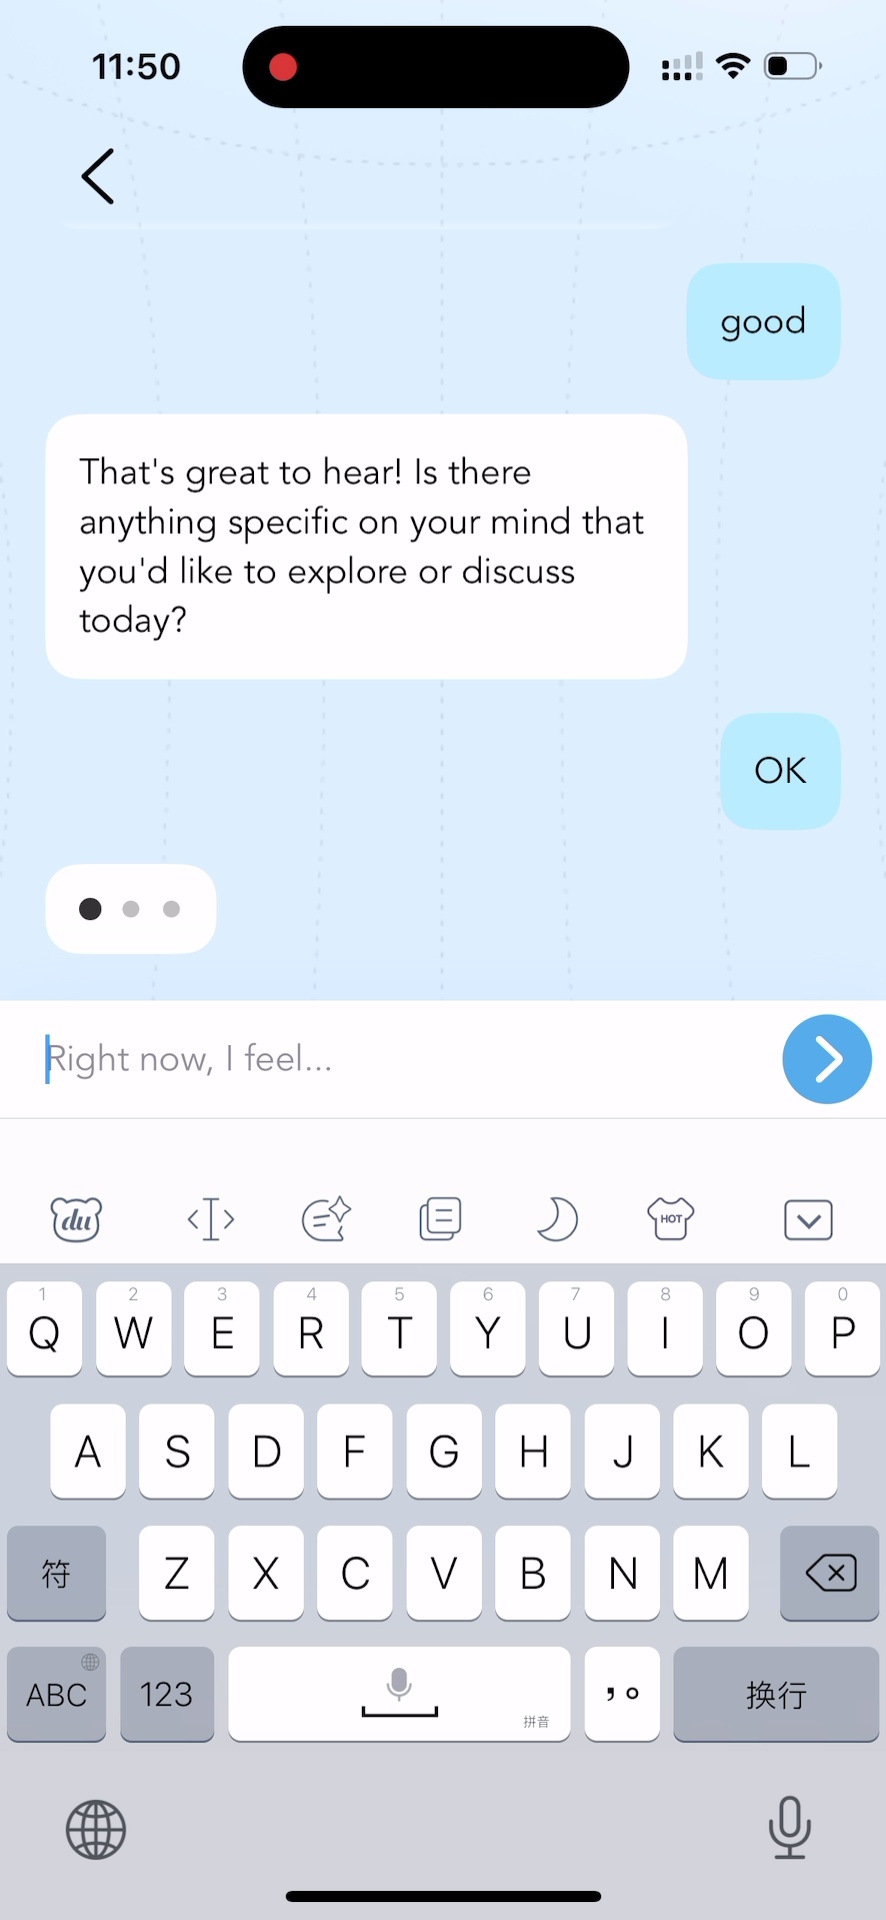 11:50
good
That's great to hear! Is there
anything specific on your mind that
you'd like to explore or discuss
today?
OK
Right now, I feel...
du
HOT
1 2 3 4 5 6 7 8 9 0
Q W E R T Y U I O P
A S D F G H J K L
符 Z X C V B N M
ABC 123 拼音 ,。 换行